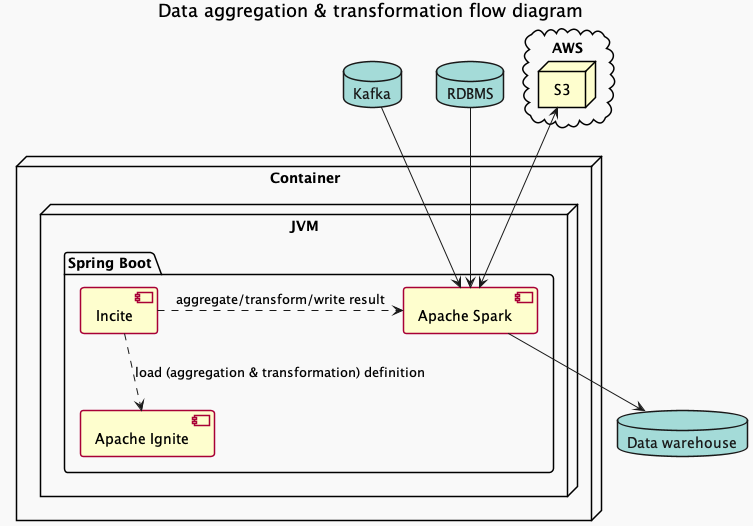 Data aggregation & transformation flow diagram
AWS
S3
Kafka
RDBMS
Container
JVM
Spring Boot
Incite
aggregate/transform/write result
Apache Spark
load (aggregation & transformation) definition
Apache Ignite
Data warehouse